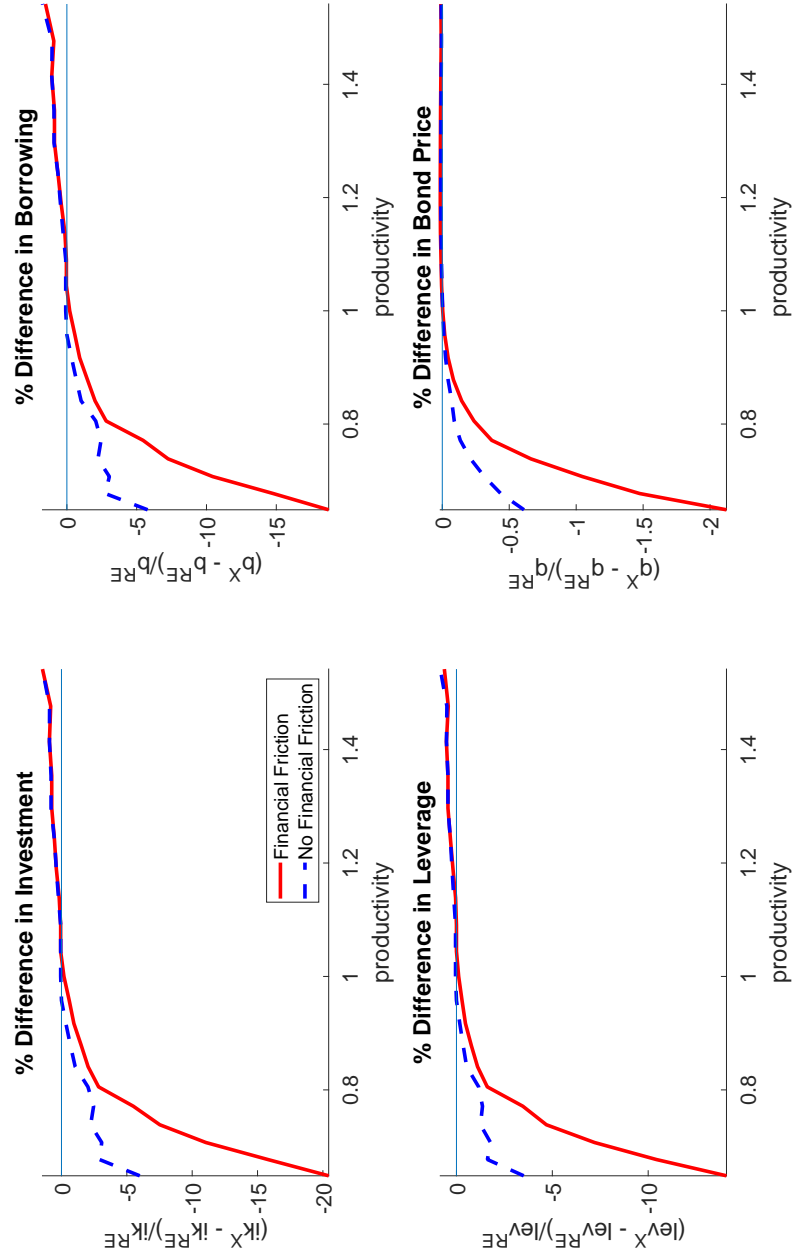 % Difference in Investment
(ik^X - ik^RE)/ik^RE
0
-5
-10
-15
-20
0.8
1
1.2
1.4
productivity
Financial Friction
No Financial Friction
% Difference in Borrowing
(b^X - b^RE)/b^RE
0
-5
-10
-15
0.8
1
1.2
1.4
productivity
% Difference in Leverage
(lev^X - lev^RE)/lev^RE
0
-5
-10
0.8
1
1.2
1.4
productivity
% Difference in Bond Price
(q^X - q^RE)/q^RE
0
-0.5
-1
-1.5
-2
0.8
1
1.2
1.4
productivity